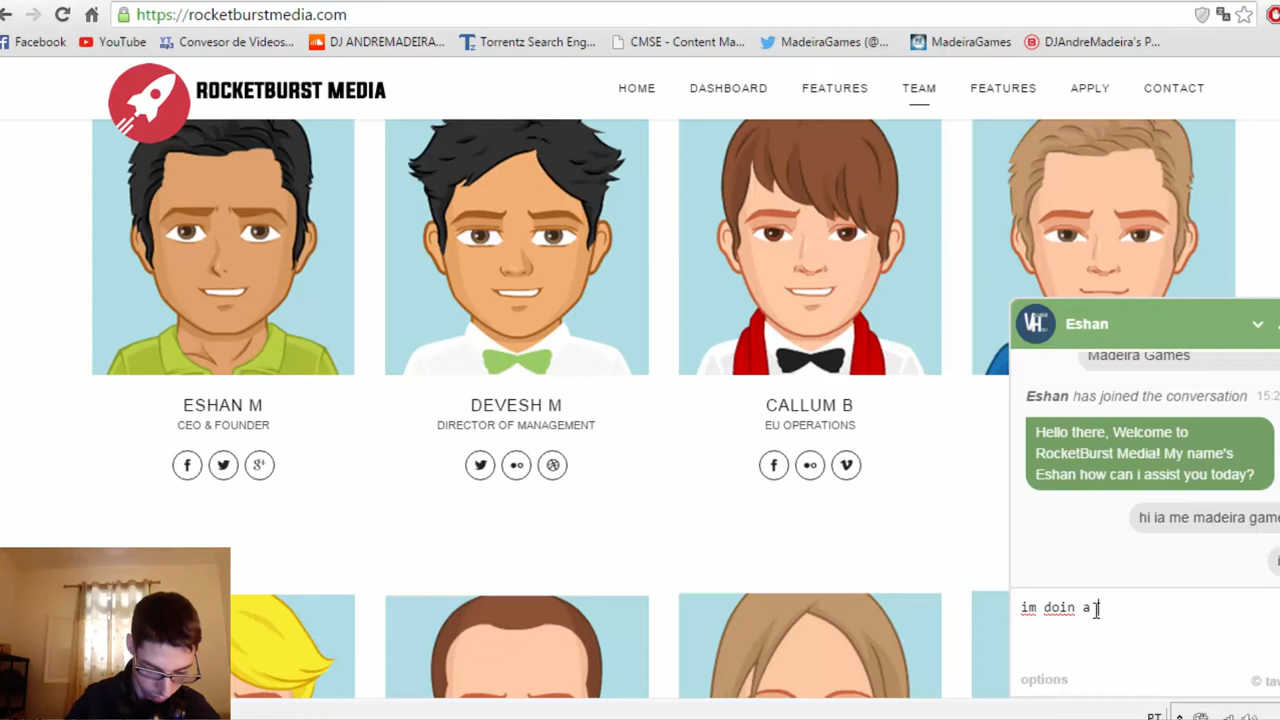 https://rocketburstmedia.com
Facebook
YouTube
Convesor de Videos...
DJ ANDREMADEIRA...
Torrentz Search Eng...
CMSE - Content Ma...
MadeiraGames (@...
MadeiraGames
DJAndreMadeira's P...
ROCKETBURST MEDIA
HOME
DASHBOARD
FEATURES
TEAM
FEATURES
APPLY
CONTACT
ESHAN M
CEO & FOUNDER
DEVESH M
DIRECTOR OF MANAGEMENT
CALLUM B
EU OPERATIONS
Eshan
Madeira Games
Eshan has joined the conversation 15:2
Hello there, Welcome to
RocketBurst Media! My name's
Eshan how can i assist you today?
hi ia me madeira game
im doin a
options
© taw
PT